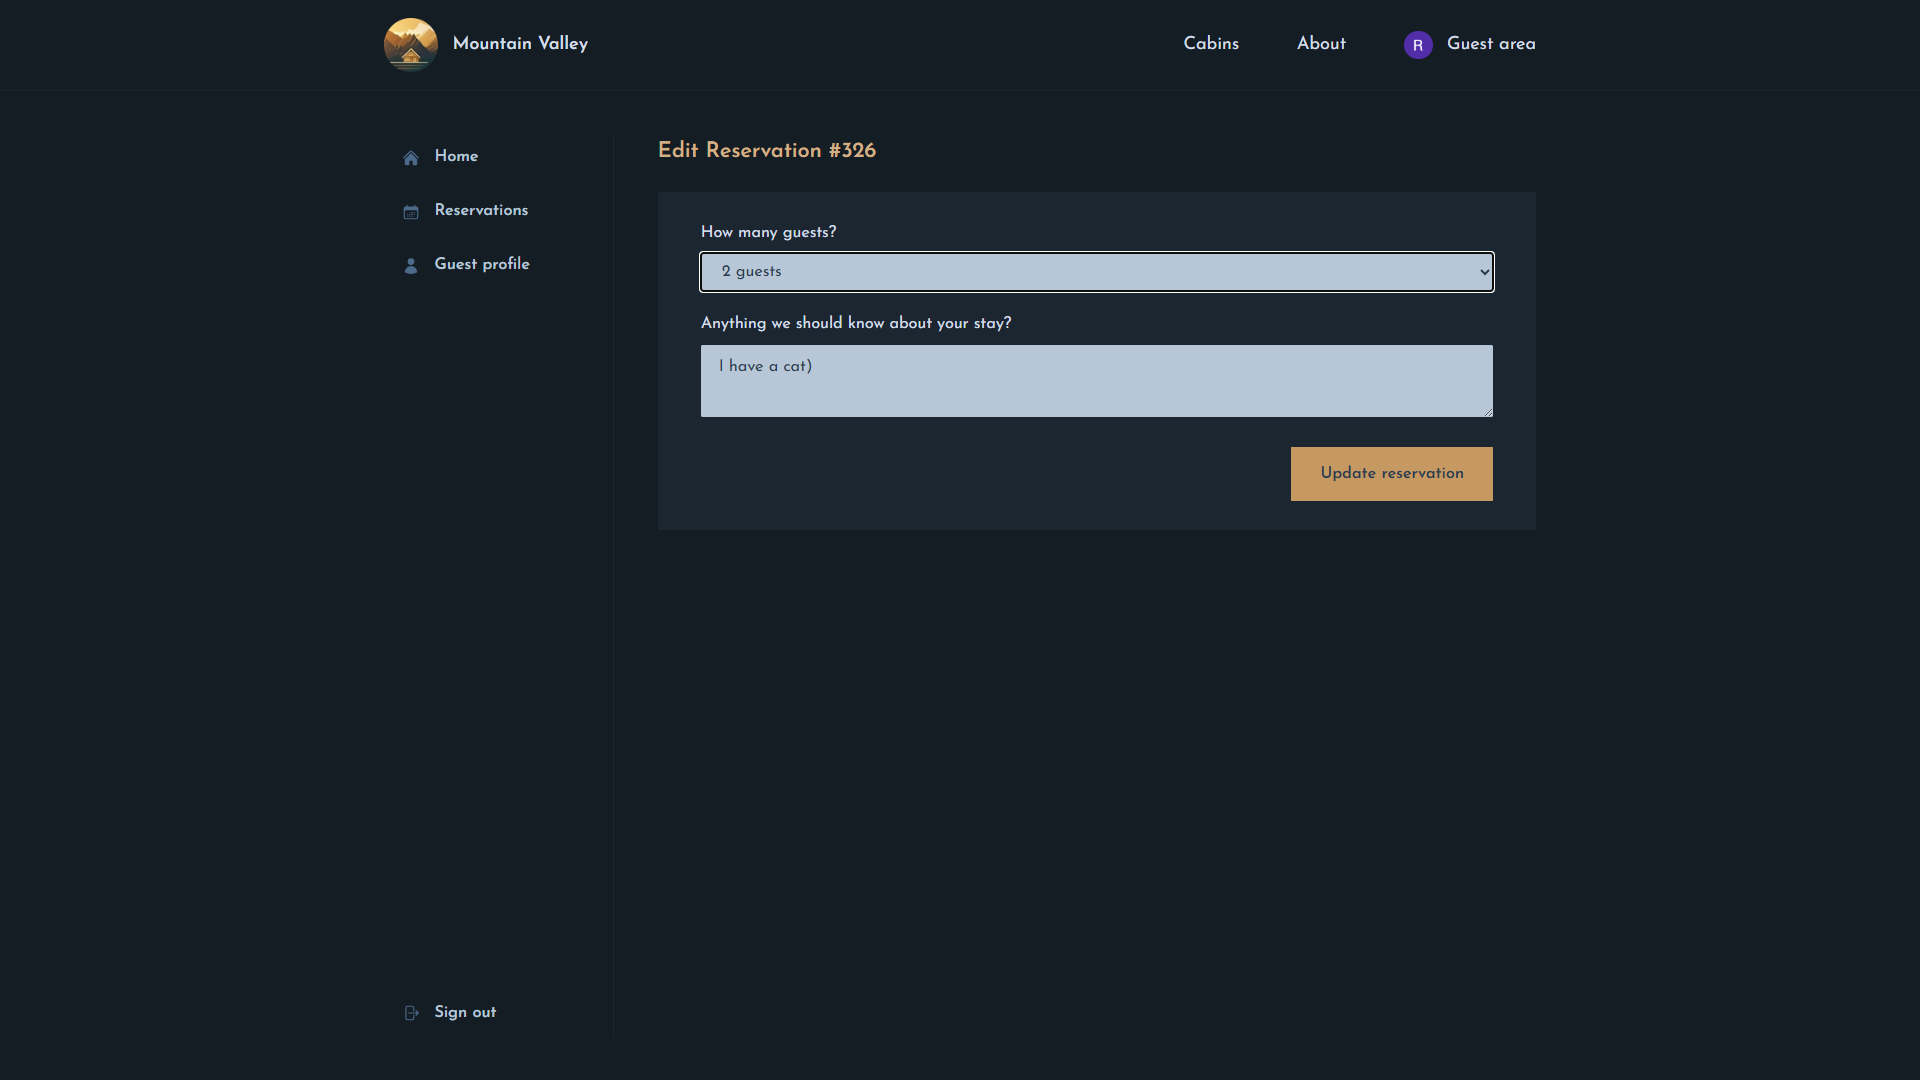 Mountain Valley
Cabins
About
R
Guest area
Home
Reservations
Guest profile
Sign out
Edit Reservation #326
How many guests?
2 guests
Anything we should know about your stay?
I have a cat)
Update reservation